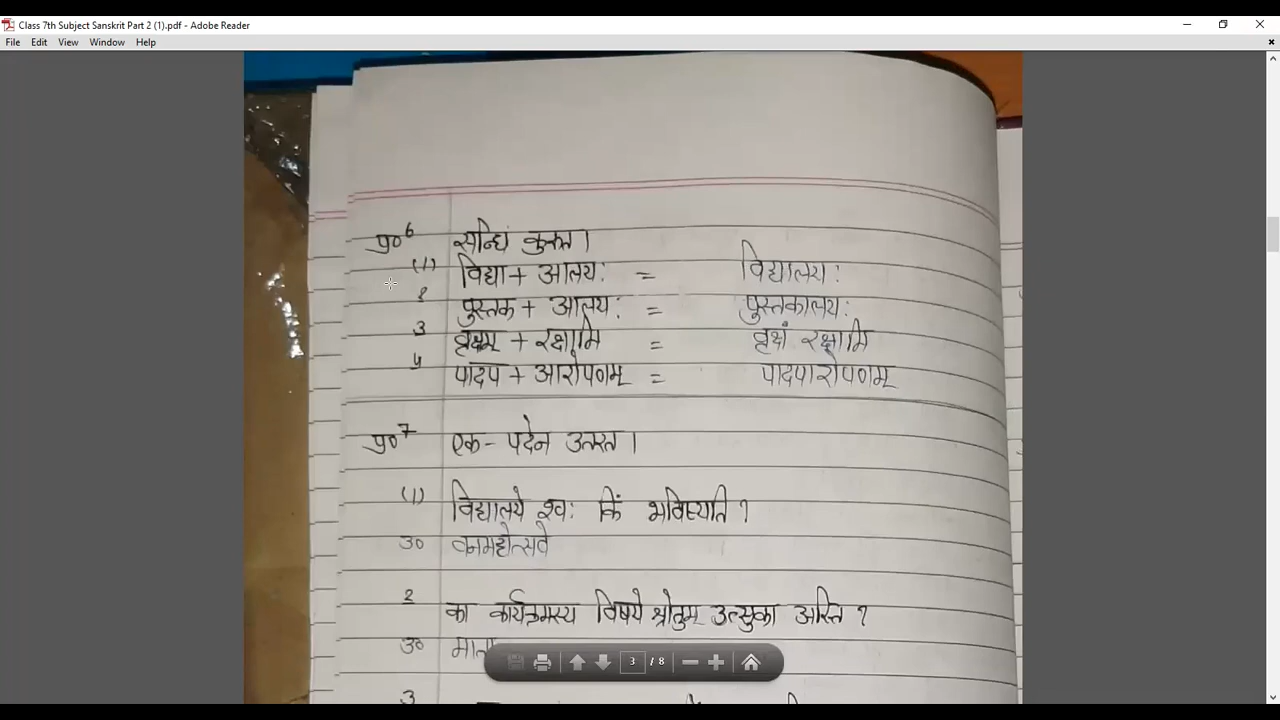 Class 7th Subject Sanskrit Part 2 (1).pdf - Adobe Reader
File Edit View Window Help
प्र०6 सन्धिं कुरुत।
(1) विद्या + आलय: = विद्यालय:
2 पुस्तक + आलय: = पुस्तकालय:
3 वृक्षम् + रक्षामि = वृक्षं रक्षामि
4 पादप + आरोपणम् = पादपारोपणम्
प्र०7 एक - पदेन उत्तरत।
(1) विद्यालये श्व: किं भविष्यति ?
उ० वनमहोत्सवे
2 का कार्यक्रमस्य विषये श्रोतुम् उत्सुका अस्ति ?
उ० माता
3
3 / 8